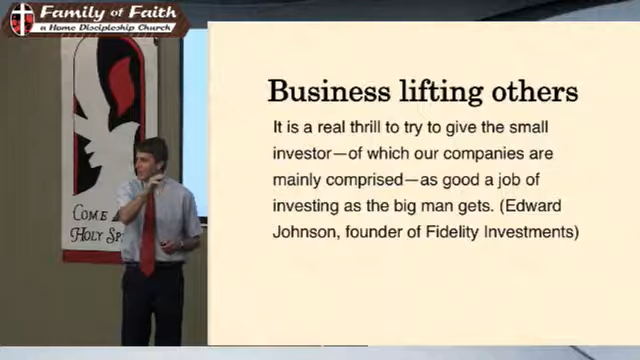 Family of Faith
a Home Discipleship Church
Business lifting others
It is a real thrill to try to give the small
investor—of which our companies are
mainly comprised—as good a job of
investing as the big man gets. (Edward
Johnson, founder of Fidelity Investments)
COME
HOLY